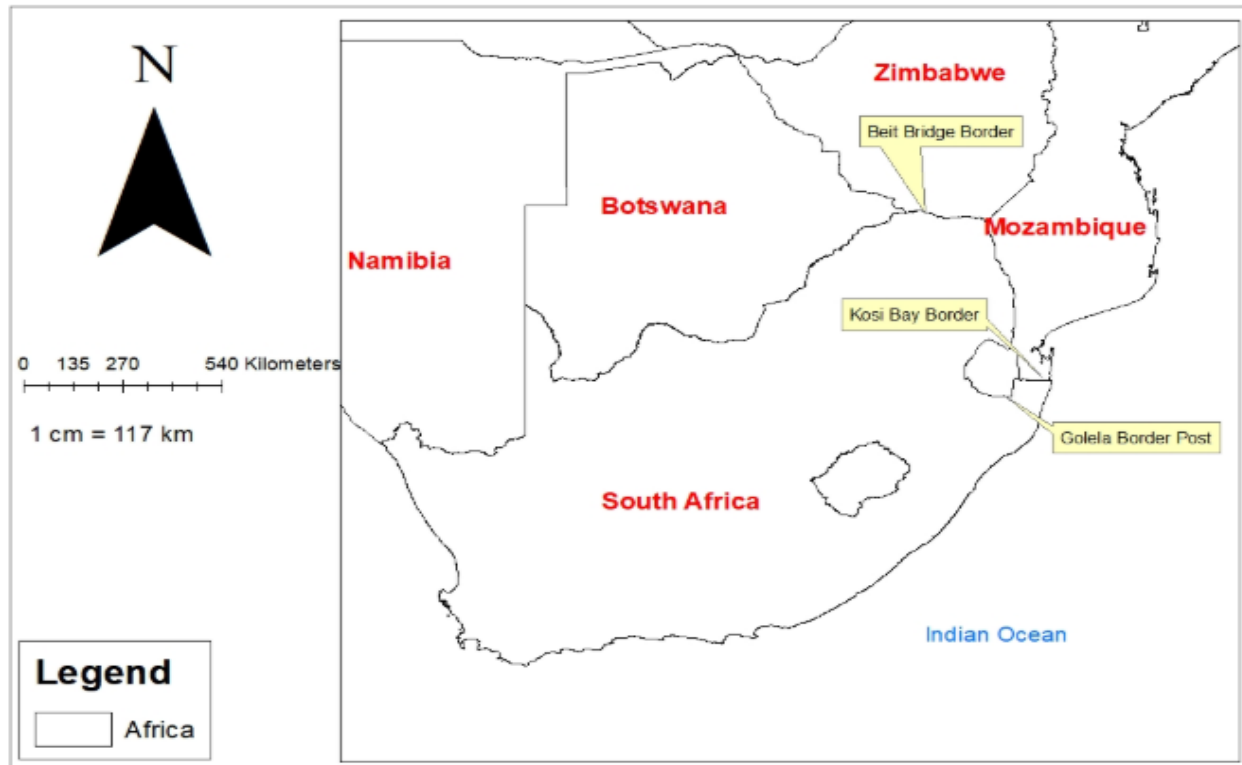 N
Zimbabwe
Beit Bridge Border
Botswana
Mozambique
Namibia
Kosi Bay Border
0 135 270 540 Kilometers
1 cm = 117 km
Golela Border Post
South Africa
Indian Ocean
Legend
Africa